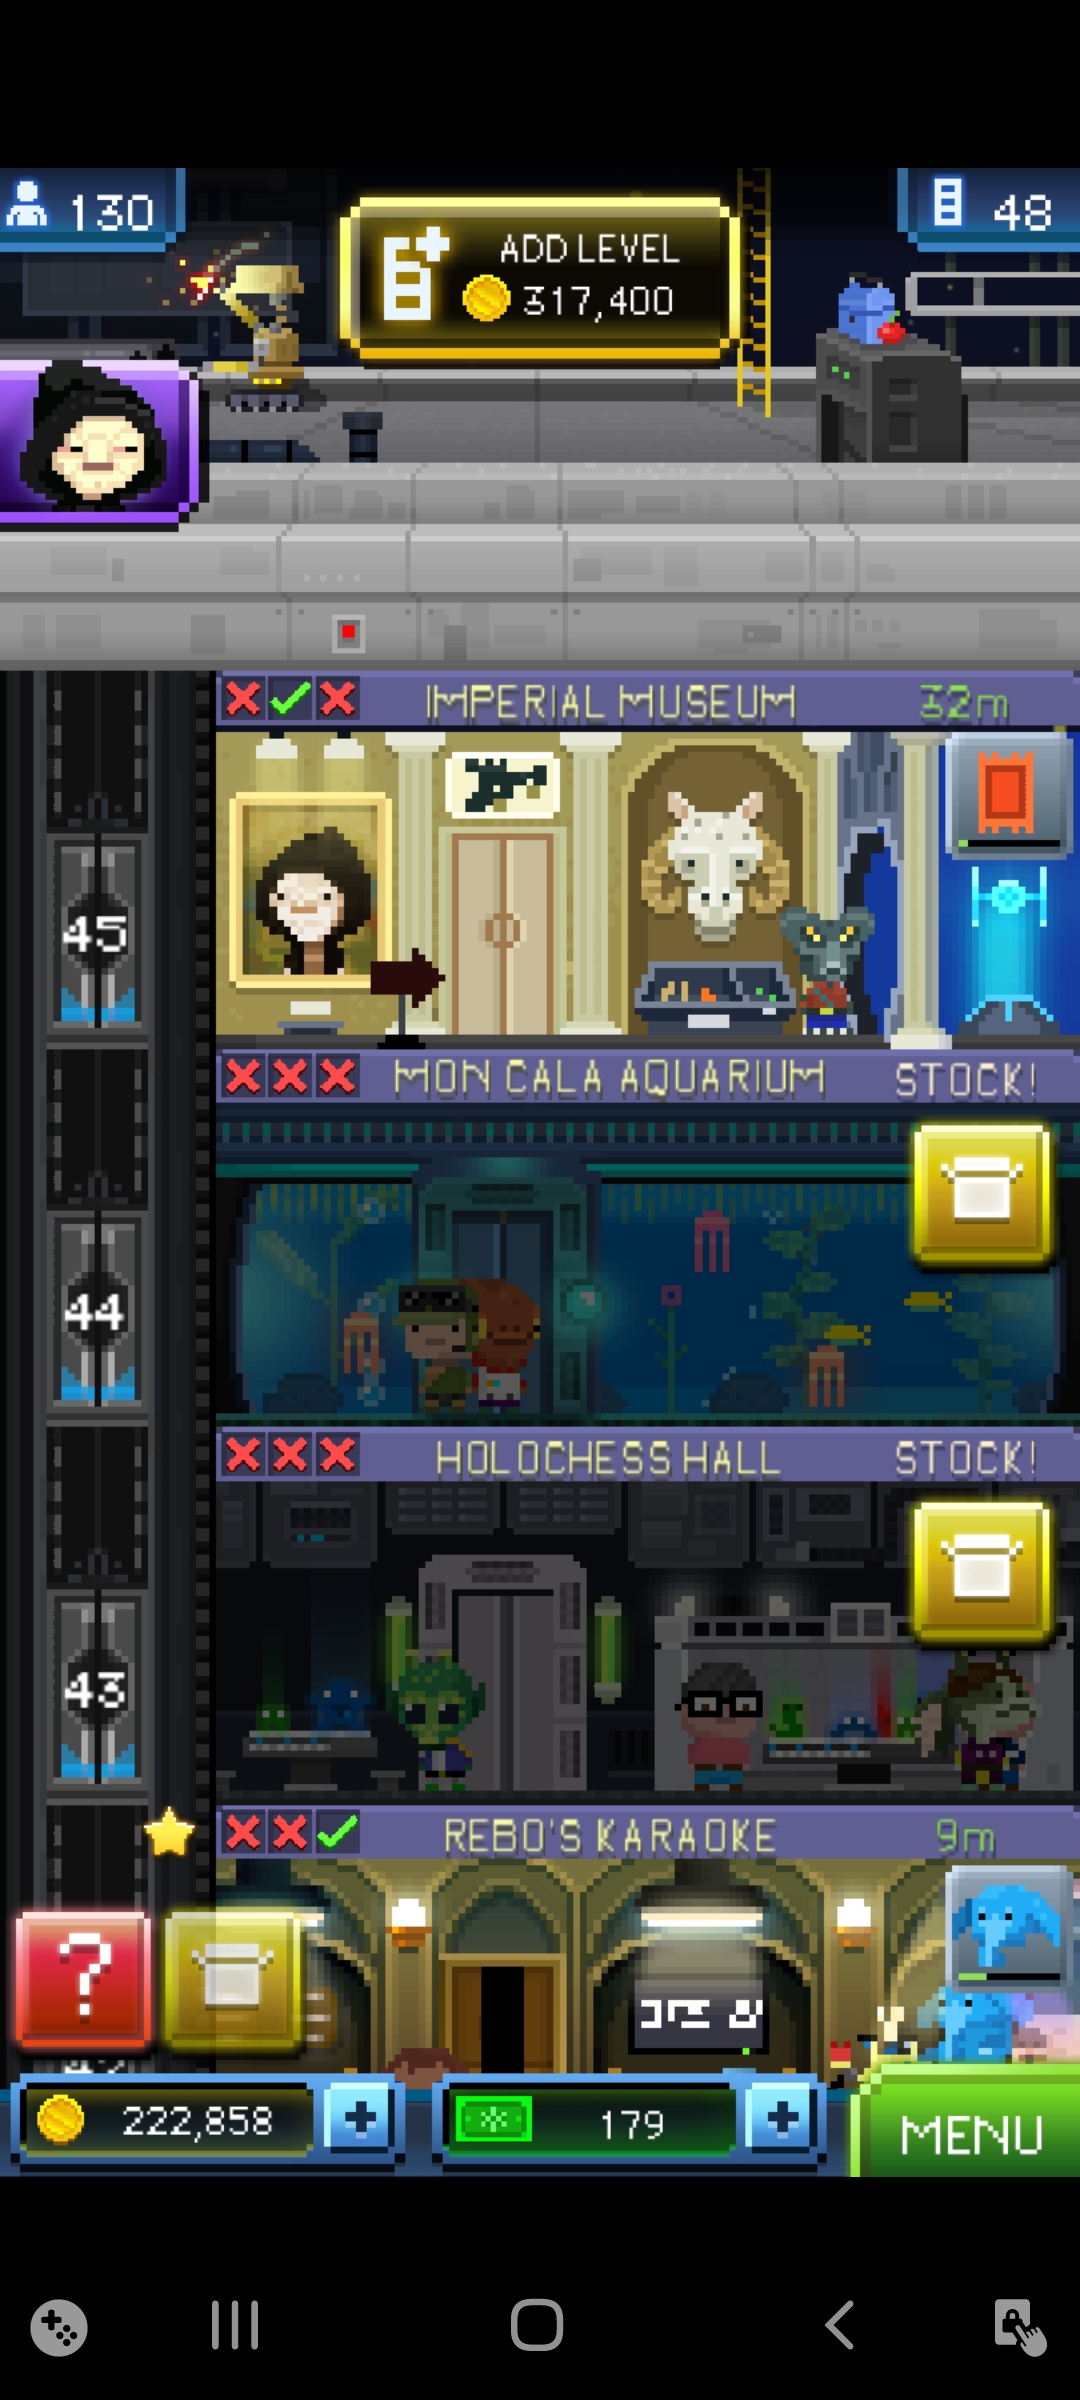 130
ADD LEVEL
317,400
48
IMPERIAL MUSEUM
32m
45
MON CALA AQUARIUM
STOCK!
44
HOLOCHESS HALL
STOCK!
43
REBO'S KARAOKE
9m
?
222,858
179
MENU